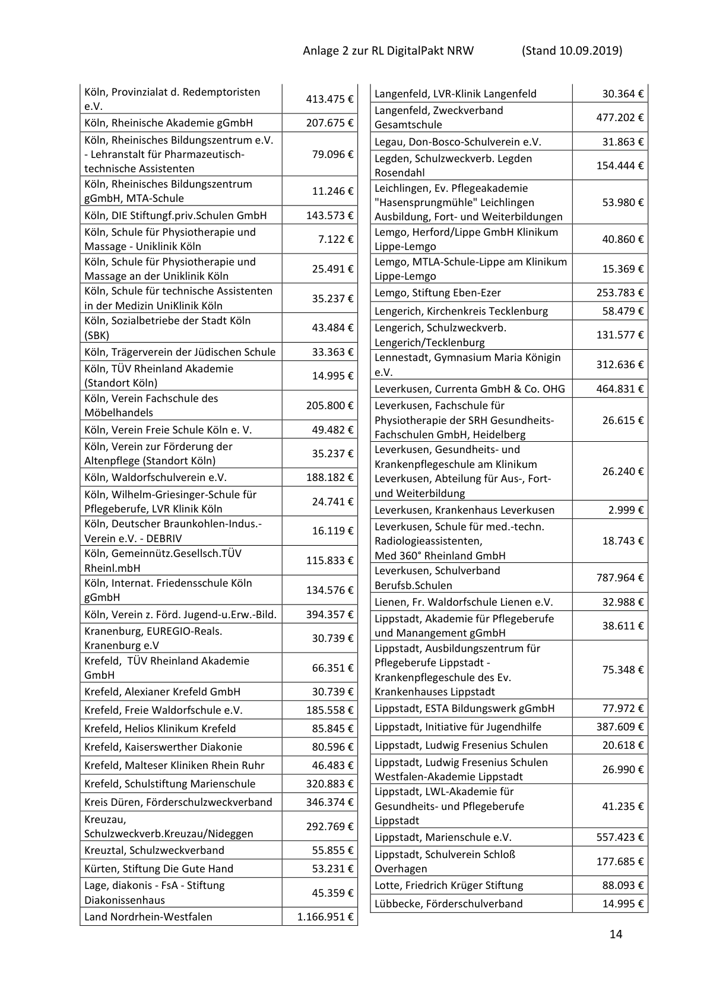 Anlage 2 zur RL DigitalPakt NRW (Stand 10.09.2019)
Köln, Provinzialat d. Redemptoristen
e.V.
413.475 €
Köln, Rheinische Akademie gGmbH 207.675 €
Köln, Rheinisches Bildungszentrum e.V.
- Lehranstalt für Pharmazeutisch-
technische Assistenten
79.096 €
Köln, Rheinisches Bildungszentrum
gGmbH, MTA-Schule
11.246 €
Köln, DIE Stiftungf.priv.Schulen GmbH 143.573 €
Köln, Schule für Physiotherapie und
Massage - Uniklinik Köln
7.122 €
Köln, Schule für Physiotherapie und
Massage an der Uniklinik Köln
25.491 €
Köln, Schule für technische Assistenten
in der Medizin UniKlinik Köln
35.237 €
Köln, Sozialbetriebe der Stadt Köln
(SBK)
43.484 €
Köln, Trägerverein der Jüdischen Schule 33.363 €
Köln, TÜV Rheinland Akademie
(Standort Köln)
14.995 €
Köln, Verein Fachschule des
Möbelhandels
205.800 €
Köln, Verein Freie Schule Köln e. V. 49.482 €
Köln, Verein zur Förderung der
Altenpflege (Standort Köln)
35.237 €
Köln, Waldorfschulverein e.V. 188.182 €
Köln, Wilhelm-Griesinger-Schule für
Pflegeberufe, LVR Klinik Köln
24.741 €
Köln, Deutscher Braunkohlen-Indus.-
Verein e.V. - DEBRIV
16.119 €
Köln, Gemeinnütz.Gesellsch.TÜV
Rheinl.mbH
115.833 €
Köln, Internat. Friedensschule Köln
gGmbH
134.576 €
Köln, Verein z. Förd. Jugend-u.Erw.-Bild. 394.357 €
Kranenburg, EUREGIO-Reals.
Kranenburg e.V
30.739 €
Krefeld,  TÜV Rheinland Akademie
GmbH
66.351 €
Krefeld, Alexianer Krefeld GmbH 30.739 €
Krefeld, Freie Waldorfschule e.V. 185.558 €
Krefeld, Helios Klinikum Krefeld 85.845 €
Krefeld, Kaiserswerther Diakonie 80.596 €
Krefeld, Malteser Kliniken Rhein Ruhr 46.483 €
Krefeld, Schulstiftung Marienschule 320.883 €
Kreis Düren, Förderschulzweckverband 346.374 €
Kreuzau,
Schulzweckverb.Kreuzau/Nideggen
292.769 €
Kreuztal, Schulzweckverband 55.855 €
Kürten, Stiftung Die Gute Hand 53.231 €
Lage, diakonis - FsA - Stiftung
Diakonissenhaus
45.359 €
Land Nordrhein-Westfalen 1.166.951 €
Langenfeld, LVR-Klinik Langenfeld 30.364 €
Langenfeld, Zweckverband
Gesamtschule
477.202 €
Legau, Don-Bosco-Schulverein e.V. 31.863 €
Legden, Schulzweckverb. Legden
Rosendahl
154.444 €
Leichlingen, Ev. Pflegeakademie
"Hasensprungmühle" Leichlingen
Ausbildung, Fort- und Weiterbildungen
53.980 €
Lemgo, Herford/Lippe GmbH Klinikum
Lippe-Lemgo
40.860 €
Lemgo, MTLA-Schule-Lippe am Klinikum
Lippe-Lemgo
15.369 €
Lemgo, Stiftung Eben-Ezer 253.783 €
Lengerich, Kirchenkreis Tecklenburg 58.479 €
Lengerich, Schulzweckverb.
Lengerich/Tecklenburg
131.577 €
Lennestadt, Gymnasium Maria Königin
e.V.
312.636 €
Leverkusen, Currenta GmbH & Co. OHG 464.831 €
Leverkusen, Fachschule für
Physiotherapie der SRH Gesundheits-
Fachschulen GmbH, Heidelberg
26.615 €
Leverkusen, Gesundheits- und
Krankenpflegeschule am Klinikum
Leverkusen, Abteilung für Aus-, Fort-
und Weiterbildung
26.240 €
Leverkusen, Krankenhaus Leverkusen 2.999 €
Leverkusen, Schule für med.-techn.
Radiologieassistenten,
Med 360° Rheinland GmbH
18.743 €
Leverkusen, Schulverband
Berufsb.Schulen
787.964 €
Lienen, Fr. Waldorfschule Lienen e.V. 32.988 €
Lippstadt, Akademie für Pflegeberufe
und Manangement gGmbH
38.611 €
Lippstadt, Ausbildungszentrum für
Pflegeberufe Lippstadt -
Krankenpflegeschule des Ev.
Krankenhauses Lippstadt
75.348 €
Lippstadt, ESTA Bildungswerk gGmbH 77.972 €
Lippstadt, Initiative für Jugendhilfe 387.609 €
Lippstadt, Ludwig Fresenius Schulen 20.618 €
Lippstadt, Ludwig Fresenius Schulen
Westfalen-Akademie Lippstadt
26.990 €
Lippstadt, LWL-Akademie für
Gesundheits- und Pflegeberufe
Lippstadt
41.235 €
Lippstadt, Marienschule e.V. 557.423 €
Lippstadt, Schulverein Schloß
Overhagen
177.685 €
Lotte, Friedrich Krüger Stiftung 88.093 €
Lübbecke, Förderschulverband 14.995 €
14